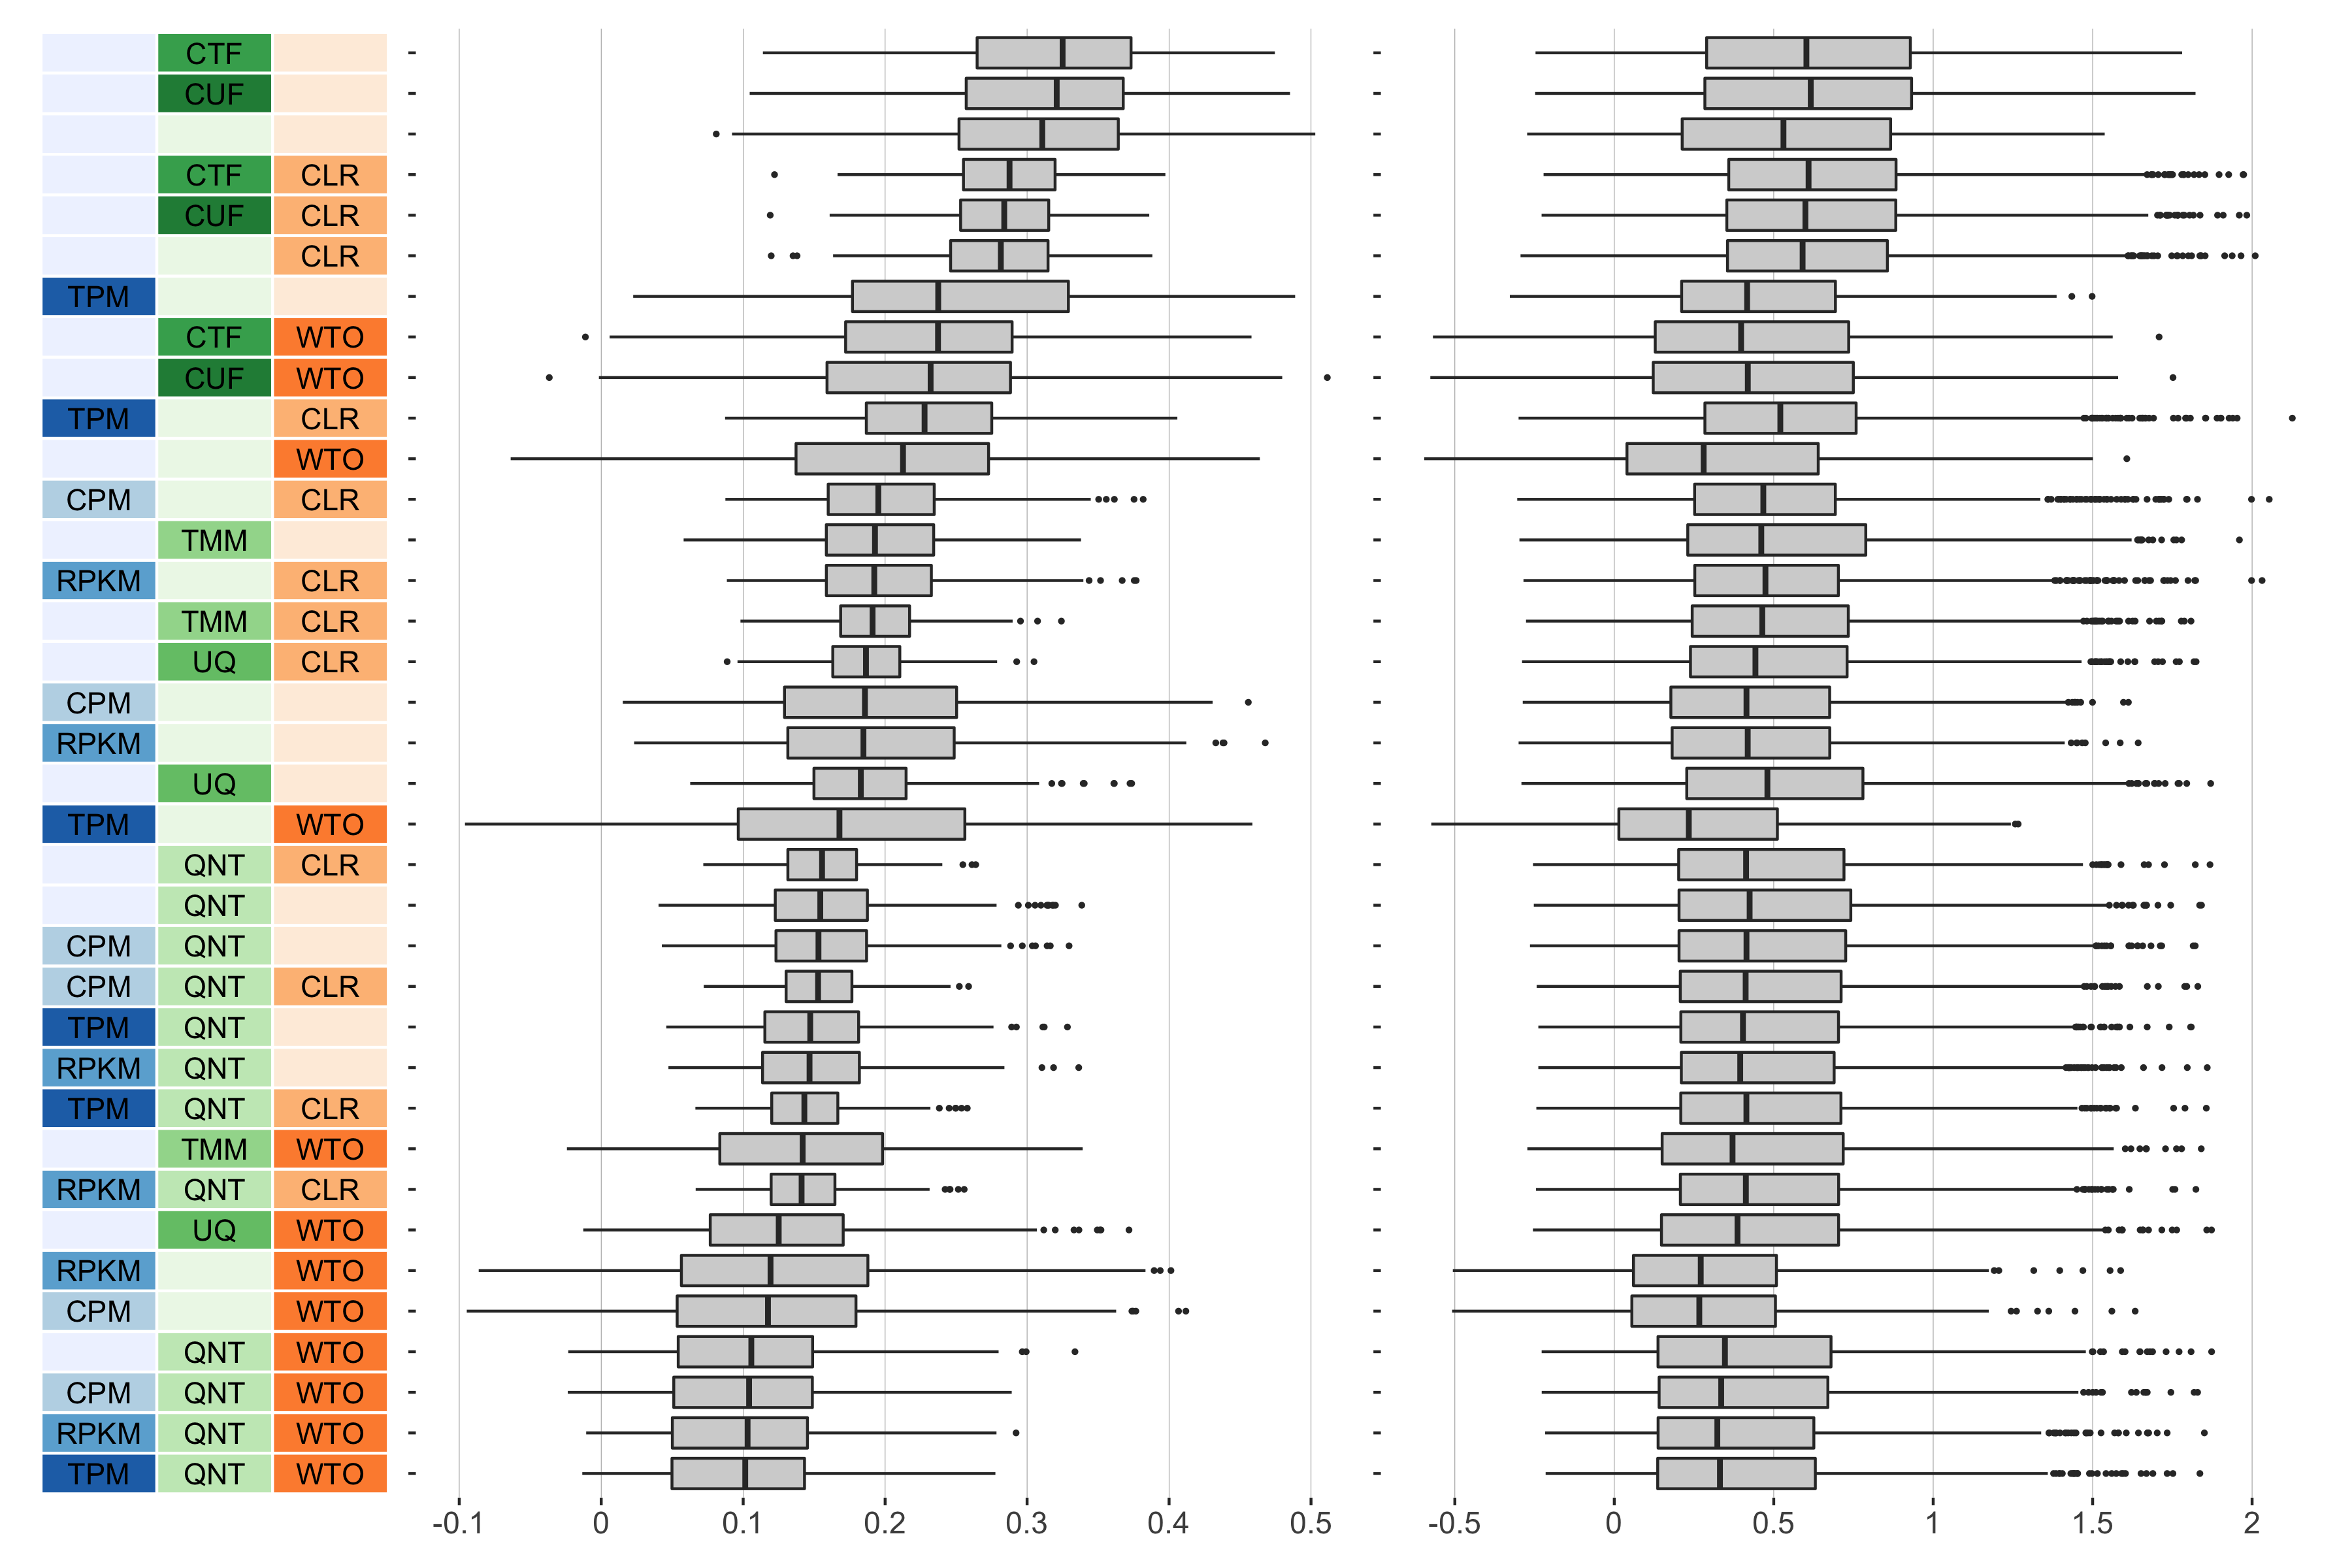 CTF
CUF
CTF CLR
CUF CLR
CLR
TPM
CTF WTO
CUF WTO
TPM CLR
WTO
CPM CLR
TMM
RPKM CLR
TMM CLR
UQ CLR
CPM
RPKM
UQ
TPM WTO
QNT CLR
QNT
CPM QNT
CPM QNT CLR
TPM QNT
RPKM QNT
TPM QNT CLR
TMM WTO
RPKM QNT CLR
UQ WTO
RPKM WTO
CPM WTO
QNT WTO
CPM QNT WTO
RPKM QNT WTO
TPM QNT WTO
-0.1 0 0.1 0.2 0.3 0.4 0.5 -0.5 0 0.5 1 1.5 2